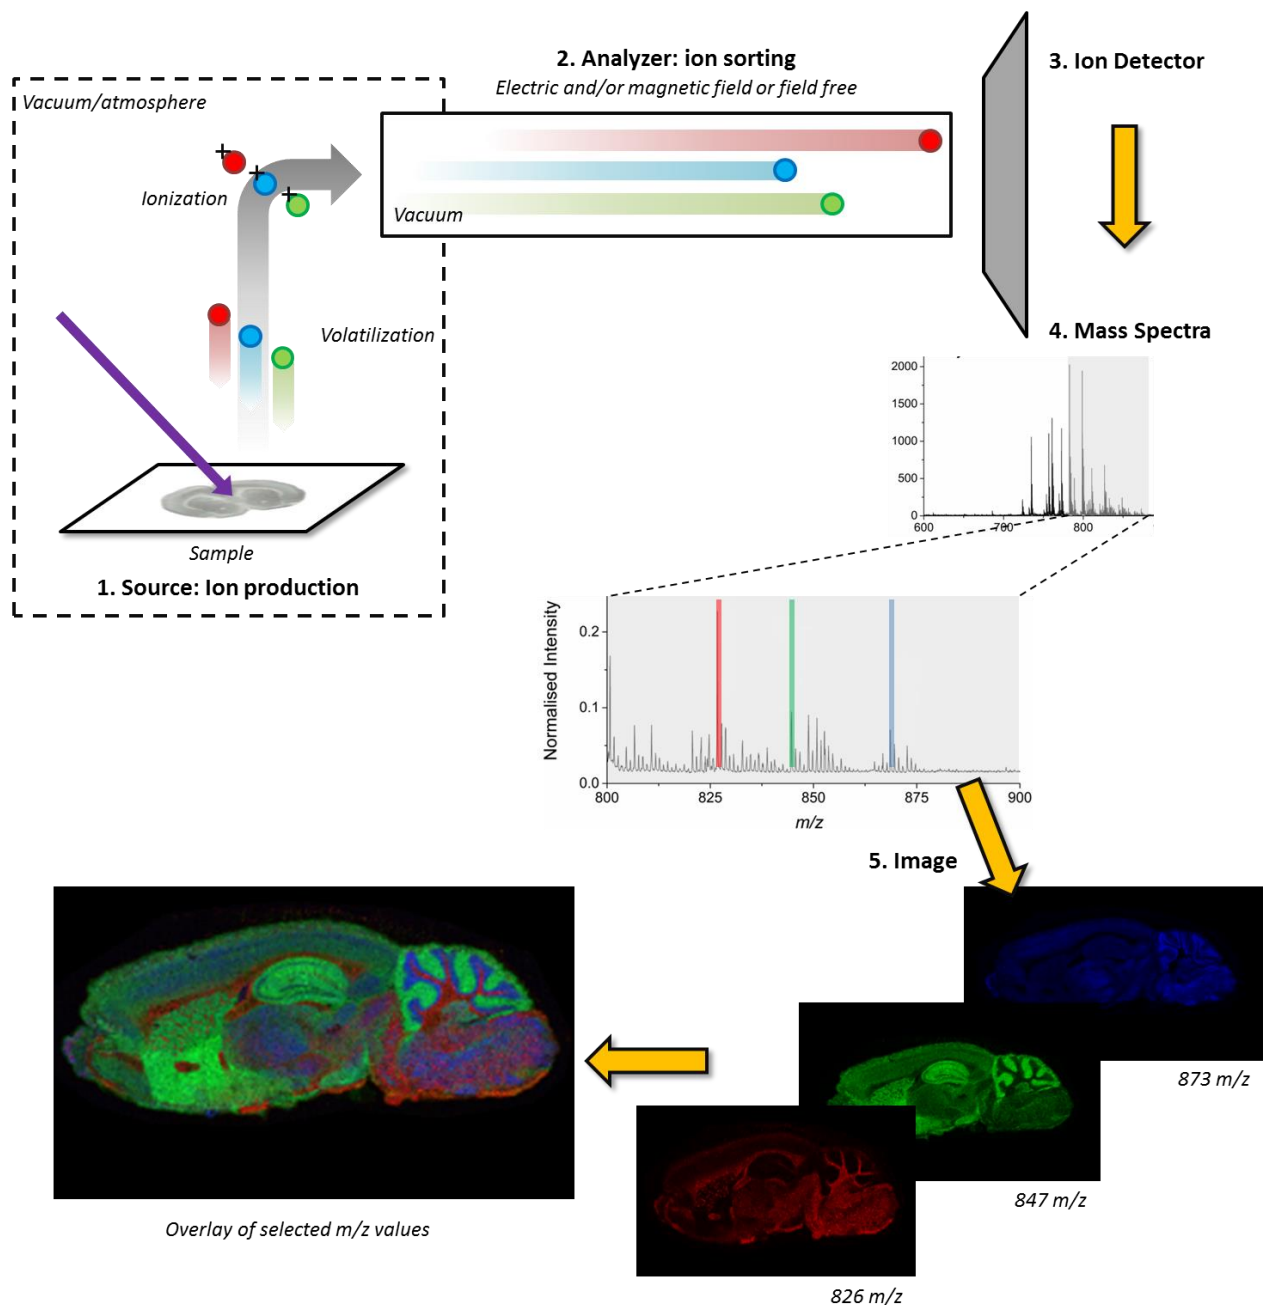 2. Analyzer: ion sorting
Electric and/or magnetic field or field free
3. Ion Detector
Vacuum/atmosphere
+
+
+
Ionization
Vacuum
Volatilization
Sample
1. Source: Ion production
4. Mass Spectra
2000
1500
1000
500
0
600
700
800
Normalised Intensity
0.2
0.1
0.0
800
825
850
875
900
m/z
5. Image
873 m/z
847 m/z
826 m/z
Overlay of selected m/z values